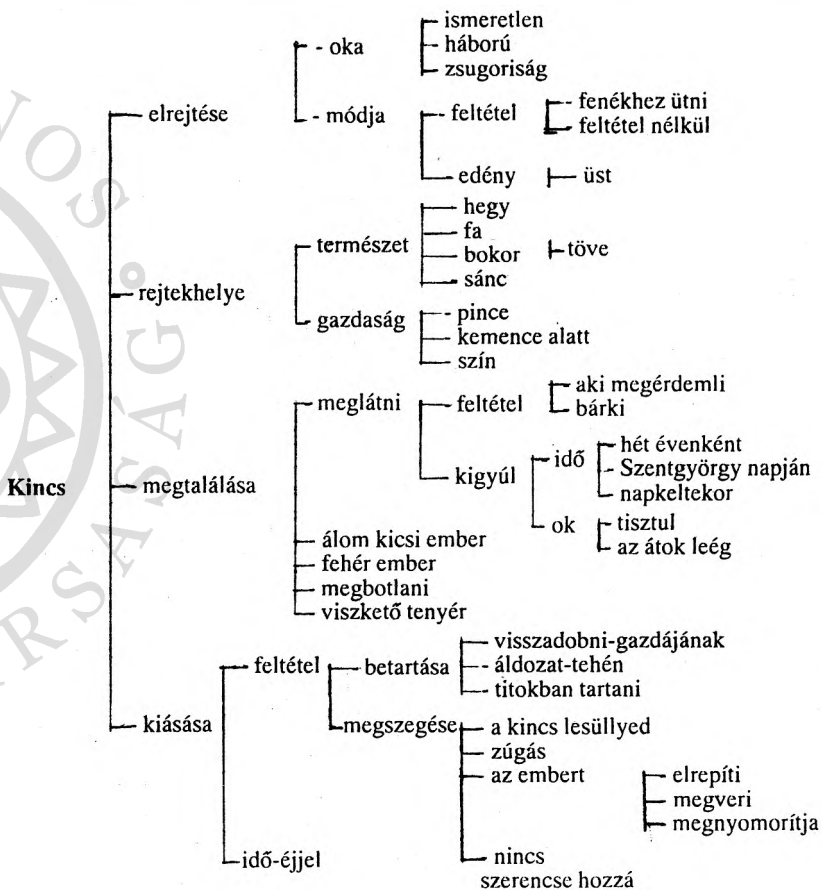 ismeretlen
- oka
háború
zsugoriság
elrejtése
- módja
- feltétel
- fenékhez ütni
feltétel nélkül
edény
üst
hegy
természet
fa
bokor
töve
sánc
rejtekhelye
gazdaság
- pince
kemence alatt
szín
meglátni
feltétel
aki megérdemli
bárki
kigyúl
idő
hét évenként
Szentgyörgy napján
napkeltekor
Kincs
megtalálása
ok
tisztul
az átok leég
álom kicsi ember
fehér ember
megbotlani
viszkető tenyér
feltétel
betartása
visszadobni-gazdájának
áldozat-tehén
titokban tartani
kiásása
megszegése
a kincs lesüllyed
zúgás
az embert
elrepíti
megveri
megnyomorítja
idő-éjjel
nincs
szerencse hozzá